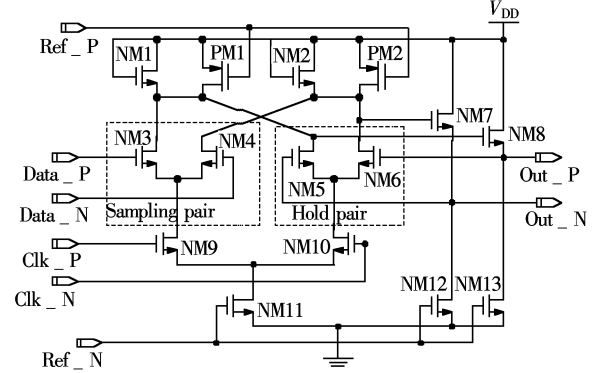 V_DD
Ref _ P
NM1
PM1
NM2
PM2
NM7
NM8
NM3
NM4
Data _ P
NM5
NM6
Out _ P
Data _ N
Sampling pair
Hold pair
Out _ N
Clk _ P
NM9
NM10
Clk _ N
NM12
NM13
NM11
Ref _ N